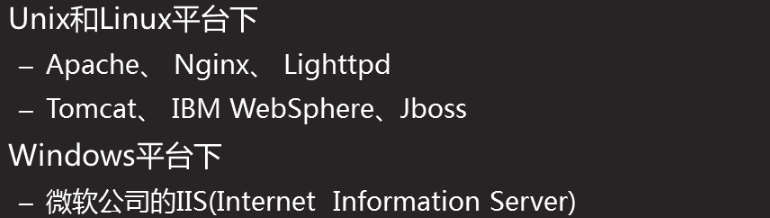 Unix和Linux平台下
– Apache、 Nginx、 Lighttpd
– Tomcat、 IBM WebSphere、Jboss
Windows平台下
– 微软公司的IIS(Internet  Information Server)